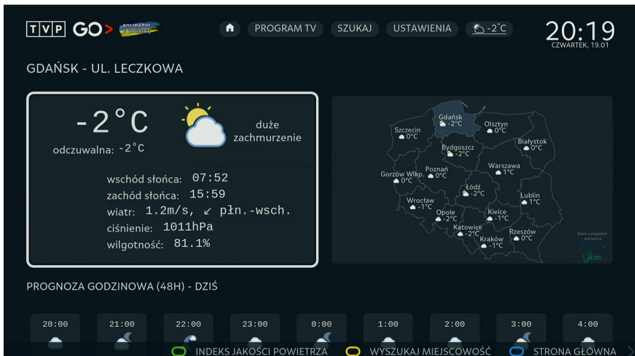 TVP GO
PROGRAM TV SZUKAJ USTAWIENIA -2°C
20:19
CZWARTEK, 19.01
GDAŃSK - UL. LECZKOWA
-2°C
odczuwalna: -2°C
duże
zachmurzenie
wschód słońca: 07:52
zachód słońca: 15:59
wiatr: 1.2m/s, ↙ płn.-wsch.
ciśnienie: 1011hPa
wilgotność: 81.1%
Gdańsk
-2°C
Olsztyn
0°C
Szczecin
0°C
Białystok
0°C
Bydgoszcz
-2°C
Warszawa
1°C
Poznań
0°C
Gorzów Wlkp.
0°C
Łódź
-2°C
Lublin
-1°C
Wrocław
-1°C
Opole
-2°C
Kielce
-1°C
Katowice
-2°C
Rzeszów
0°C
Kraków
-1°C
PROGNOZA GODZINOWA (48H) - DZIŚ
20:00 21:00 22:00 23:00 0:00 1:00 2:00 3:00 4:00
INDEKS JAKOŚCI POWIETRZA WYSZUKAJ MIEJSCOWOŚĆ STRONA GŁÓWNA